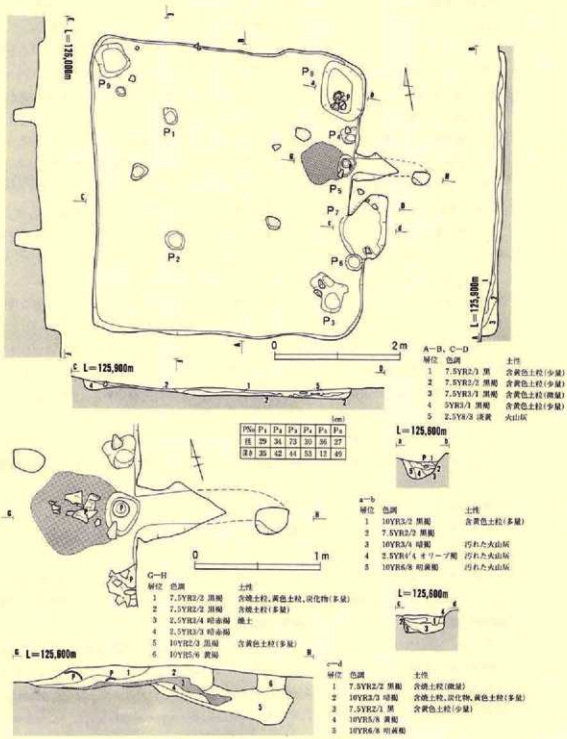 L=126,000m
P9
P8
P1
P4
P5
P7
P2
P6
P3
L=125,900m
0 2m
L=125,900m
A―B、C―D
層位 色調 土性
1 7.5YR2/1 黒 含黄色土粒(少量)
2 7.5YR2/2 黒褐 含黄色土粒(少量)
3 7.5YR3/1 黒褐 含黄色土粒(微量)
4 5YR3/1 黒褐 含黄色土粒(少量)
5 2.5Y8/3 淡黄 火山灰
(cm)
PNo P1 P2 P3 P4 P5 P6
径 29 34 73 30 36 27
深さ 35 42 44 53 12 49
L=125,600m
a―b
層位 色調 土性
1 10YR3/2 黒褐 含黄色土粒(多量)
2 7.5YR2/2 黒褐
3 10YR3/4 暗褐 汚れた火山灰
4 2.5Y4/4 オリーブ褐 汚れた火山灰
5 10YR6/8 明黄褐 汚れた火山灰
0 1m
G―H
層位 色調 土性
1 7.5YR2/2 黒褐 含焼土粒、黄色土粒、炭化物(多量)
2 7.5YR2/2 黒褐 含焼土粒(多量)
3 2.5YR3/4 暗赤褐 焼土
4 2.5YR3/3 暗赤褐
5 10YR2/3 黒褐 含黄色土粒(多量)
6 10YR5/6 黄褐
L=125,600m
L=125,600m
c―d
層位 色調 土性
1 7.5YR2/2 黒褐 含焼土粒(微量)
2 10YR3/3 暗褐 含焼土粒、炭化物、黄色土粒(多量)
3 7.5YR2/1 黒 含黄色土粒(少量)
4 10YR5/8 黄褐
5 10YR6/8 明黄褐